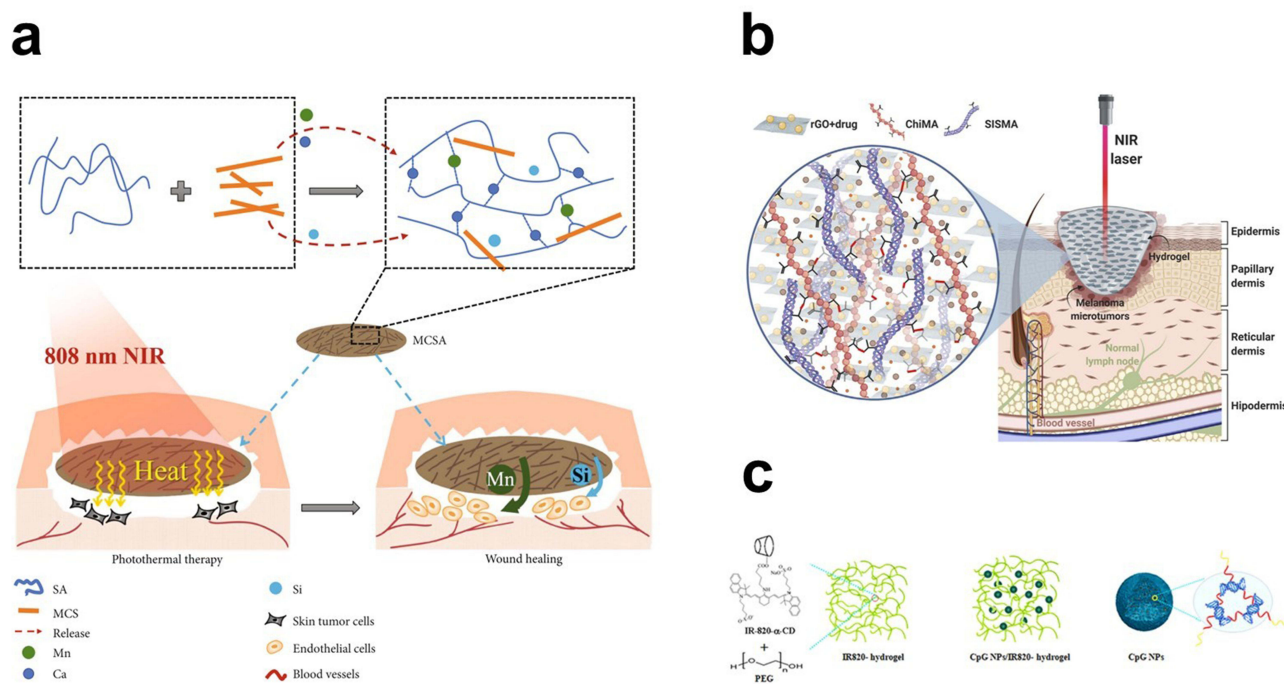 a
MCSA
808 nm NIR
Heat
Mn
Si
Photothermal therapy
Wound healing
SA
MCS
Release
Mn
Ca
Si
Skin tumor cells
Endothelial cells
Blood vessels
b
rGO+drug
ChiMA
SISMA
NIR
laser
Epidermis
Hydrogel
Papillary
dermis
Melanoma
microtumors
Reticular
dermis
Normal
lymph node
Hipodermis
Blood vessel
c
COO
IR-820-α-CD
+
H O n OH
PEG
IR820- hydrogel
CpG NPs/IR820- hydrogel
CpG NPs